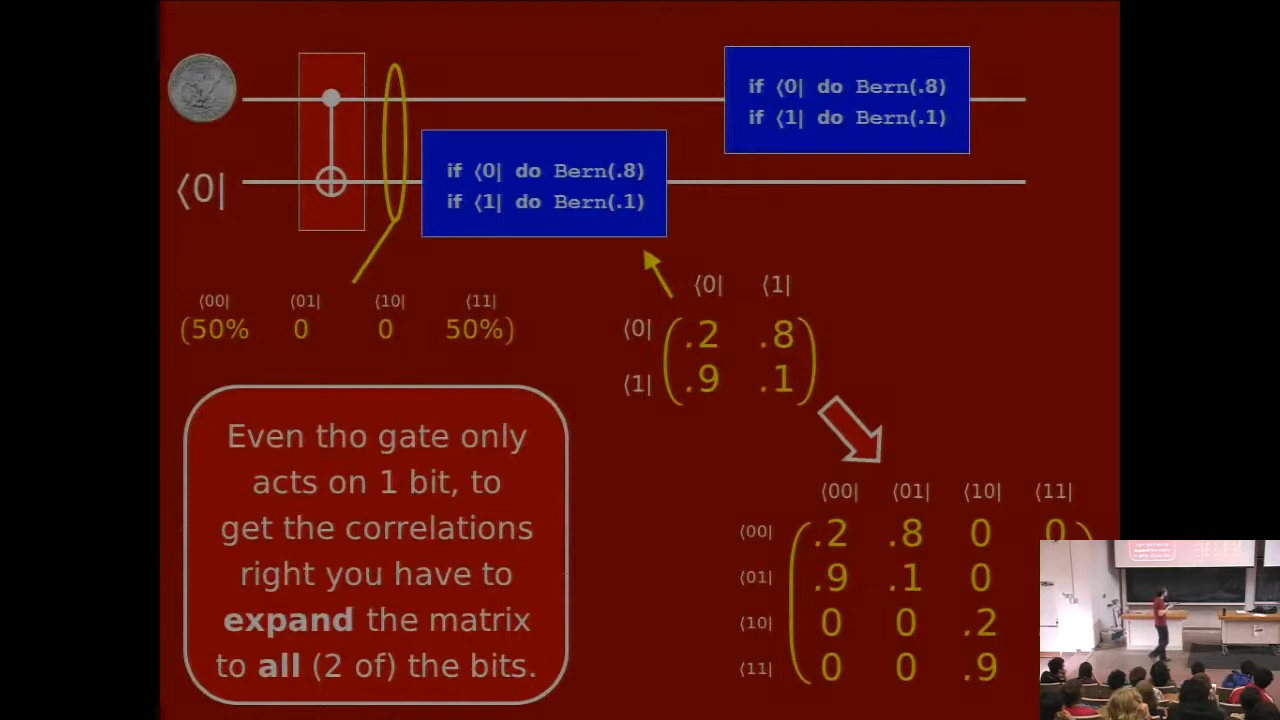 if ⟨0| do Bern(.8)
if ⟨1| do Bern(.1)
⟨0|
if ⟨0| do Bern(.8)
if ⟨1| do Bern(.1)
⟨00| ⟨01| ⟨10| ⟨11|
(50% 0 0 50%)
⟨0| ⟨1|
⟨0| .2 .8
⟨1| .9 .1
Even tho gate only
acts on 1 bit, to
get the correlations
right you have to
expand the matrix
to all (2 of) the bits.
⟨00| ⟨01| ⟨10| ⟨11|
⟨00| .2 .8 0 0
⟨01| .9 .1 0
⟨10| 0 0 .2
⟨11| 0 0 .9